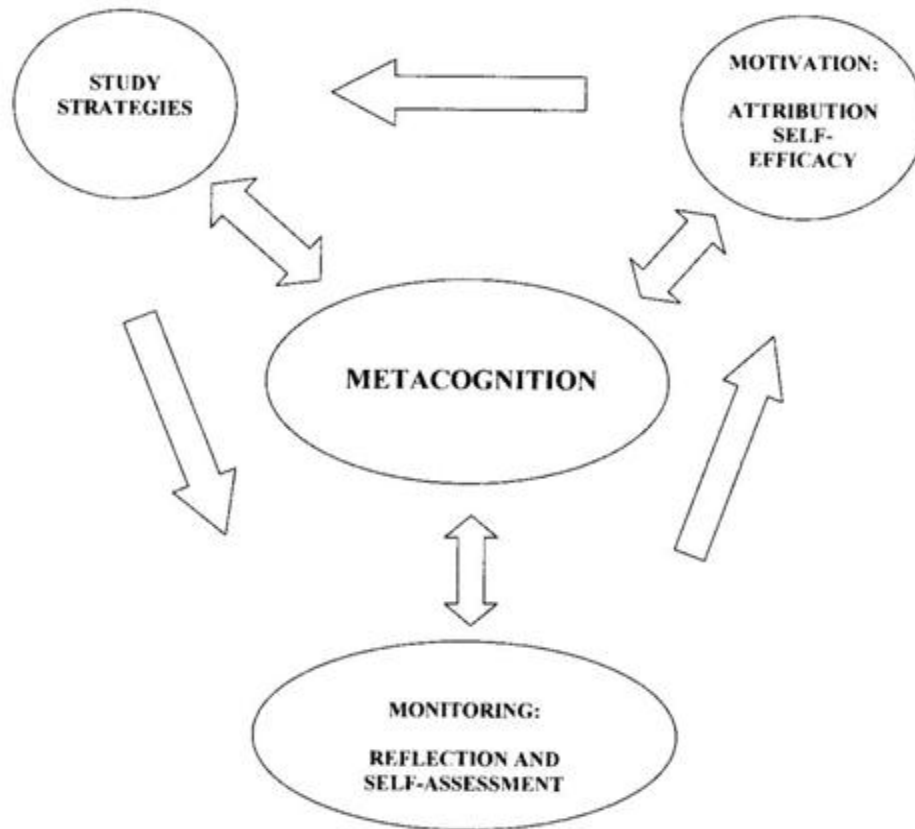 STUDY
STRATEGIES
MOTIVATION:
ATTRIBUTION
SELF-
EFFICACY
METACOGNITION
MONITORING:
REFLECTION AND
SELF-ASSESSMENT